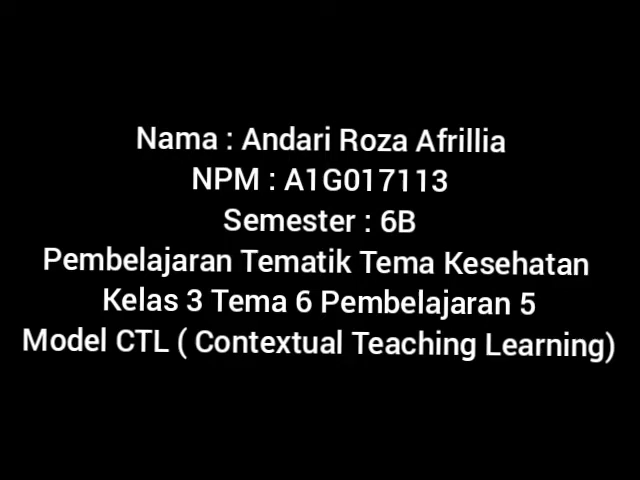 Nama : Andari Roza Afrillia
NPM : A1G017113
Semester : 6B
Pembelajaran Tematik Tema Kesehatan
Kelas 3 Tema 6 Pembelajaran 5
Model CTL ( Contextual Teaching Learning)